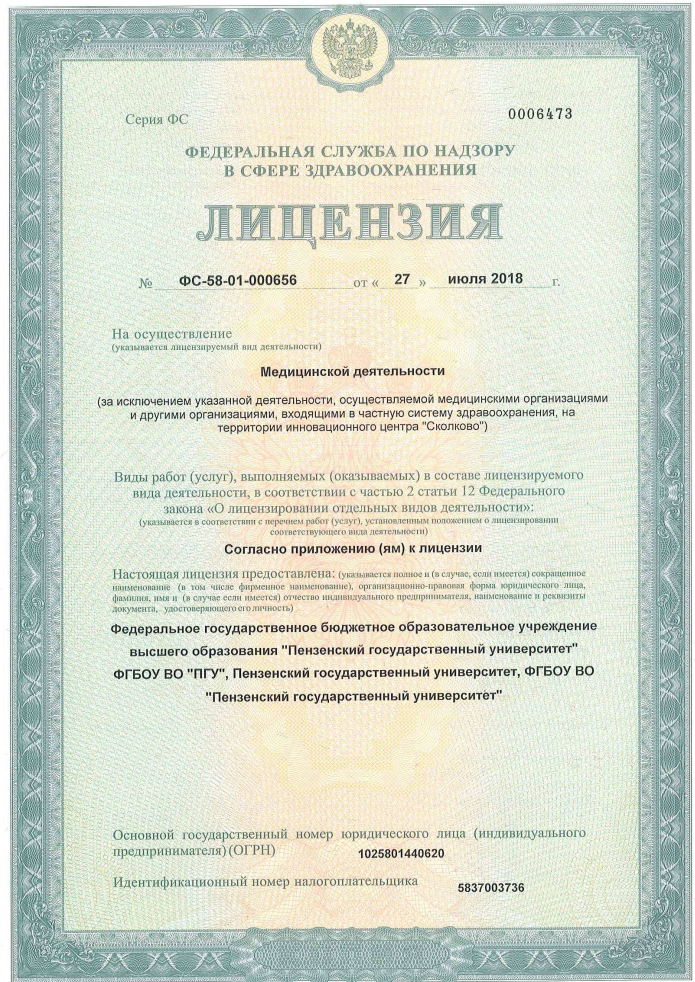 Серия ФС
0006473
ФЕДЕРАЛЬНАЯ СЛУЖБА ПО НАДЗОРУ
В СФЕРЕ ЗДРАВООХРАНЕНИЯ
ЛИЦЕНЗИЯ
№ ФС-58-01-000656 от « 27 » июля 2018 г.
На осуществление
(указывается лицензируемый вид деятельности)
Медицинской деятельности
(за исключением указанной деятельности, осуществляемой медицинскими организациями
и другими организациями, входящими в частную систему здравоохранения, на
территории инновационного центра "Сколково")
Виды работ (услуг), выполняемых (оказываемых) в составе лицензируемого
вида деятельности, в соответствии с частью 2 статьи 12 Федерального
закона «О лицензировании отдельных видов деятельности»:
(указывается в соответствии с перечнем работ (услуг), установленным положением о лицензировании
соответствующего вида деятельности)
Согласно приложению (ям) к лицензии
Настоящая лицензия предоставлена: (указывается полное и (в случае, если имеется) сокращенное
наименование (в том числе фирменное наименование), организационно-правовая форма юридического лица,
фамилия, имя и (в случае если имеется) отчество индивидуального предпринимателя, наименование и реквизиты
документа, удостоверяющего его личность)
Федеральное государственное бюджетное образовательное учреждение
высшего образования "Пензенский государственный университет"
ФГБОУ ВО "ПГУ", Пензенский государственный университет, ФГБОУ ВО
"Пензенский государственный университет"
Основной государственный номер юридического лица (индивидуального
предпринимателя) (ОГРН) 1025801440620
Идентификационный номер налогоплательщика 5837003736